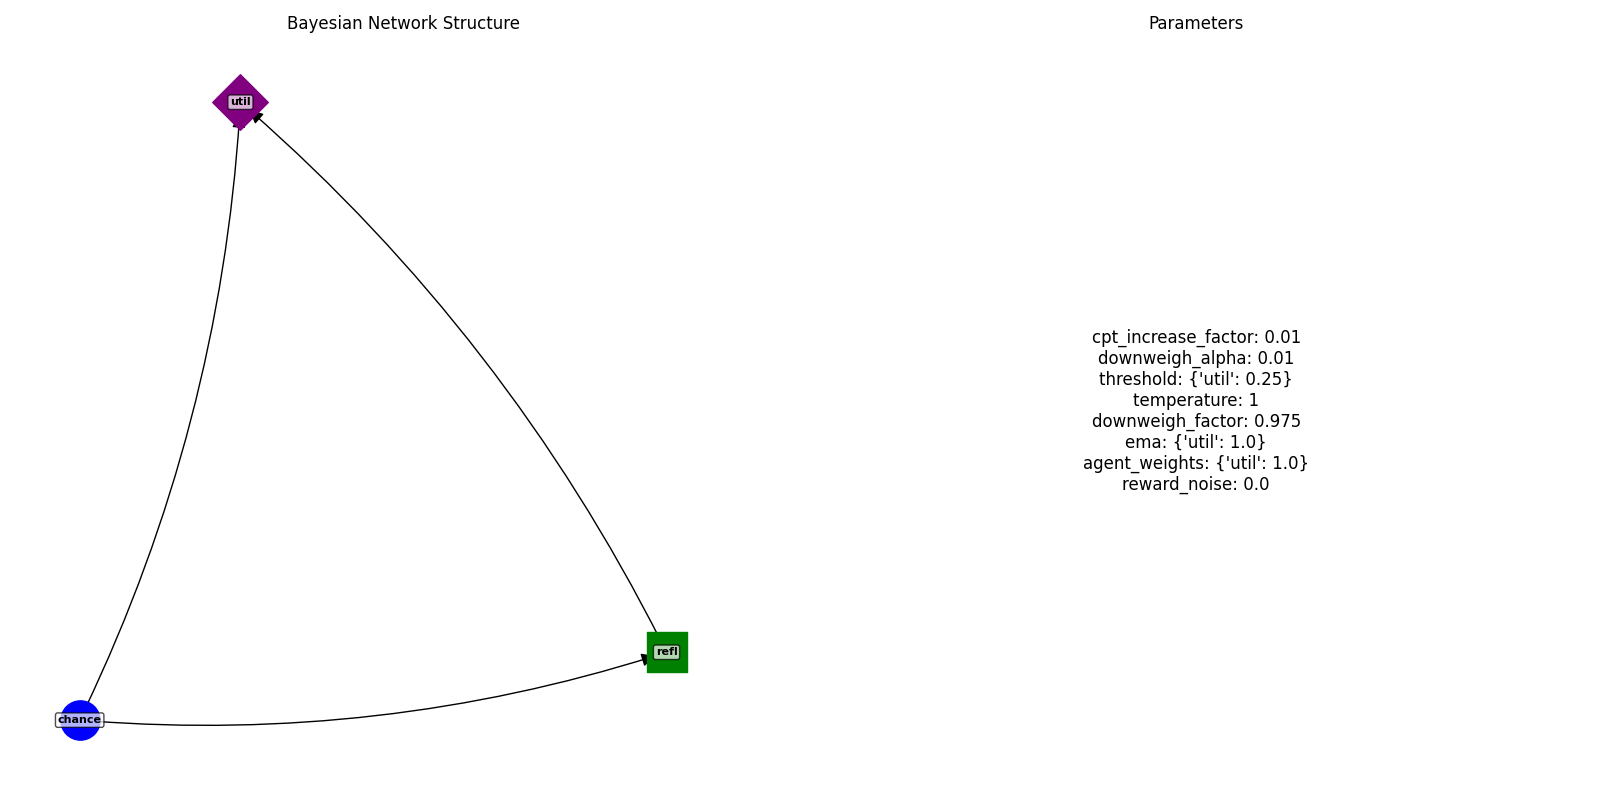 Bayesian Network Structure
Parameters
util
cpt_increase_factor: 0.01
downweigh_alpha: 0.01
threshold: {'util': 0.25}
temperature: 1
downweigh_factor: 0.975
ema: {'util': 1.0}
agent_weights: {'util': 1.0}
reward_noise: 0.0
refl
chance